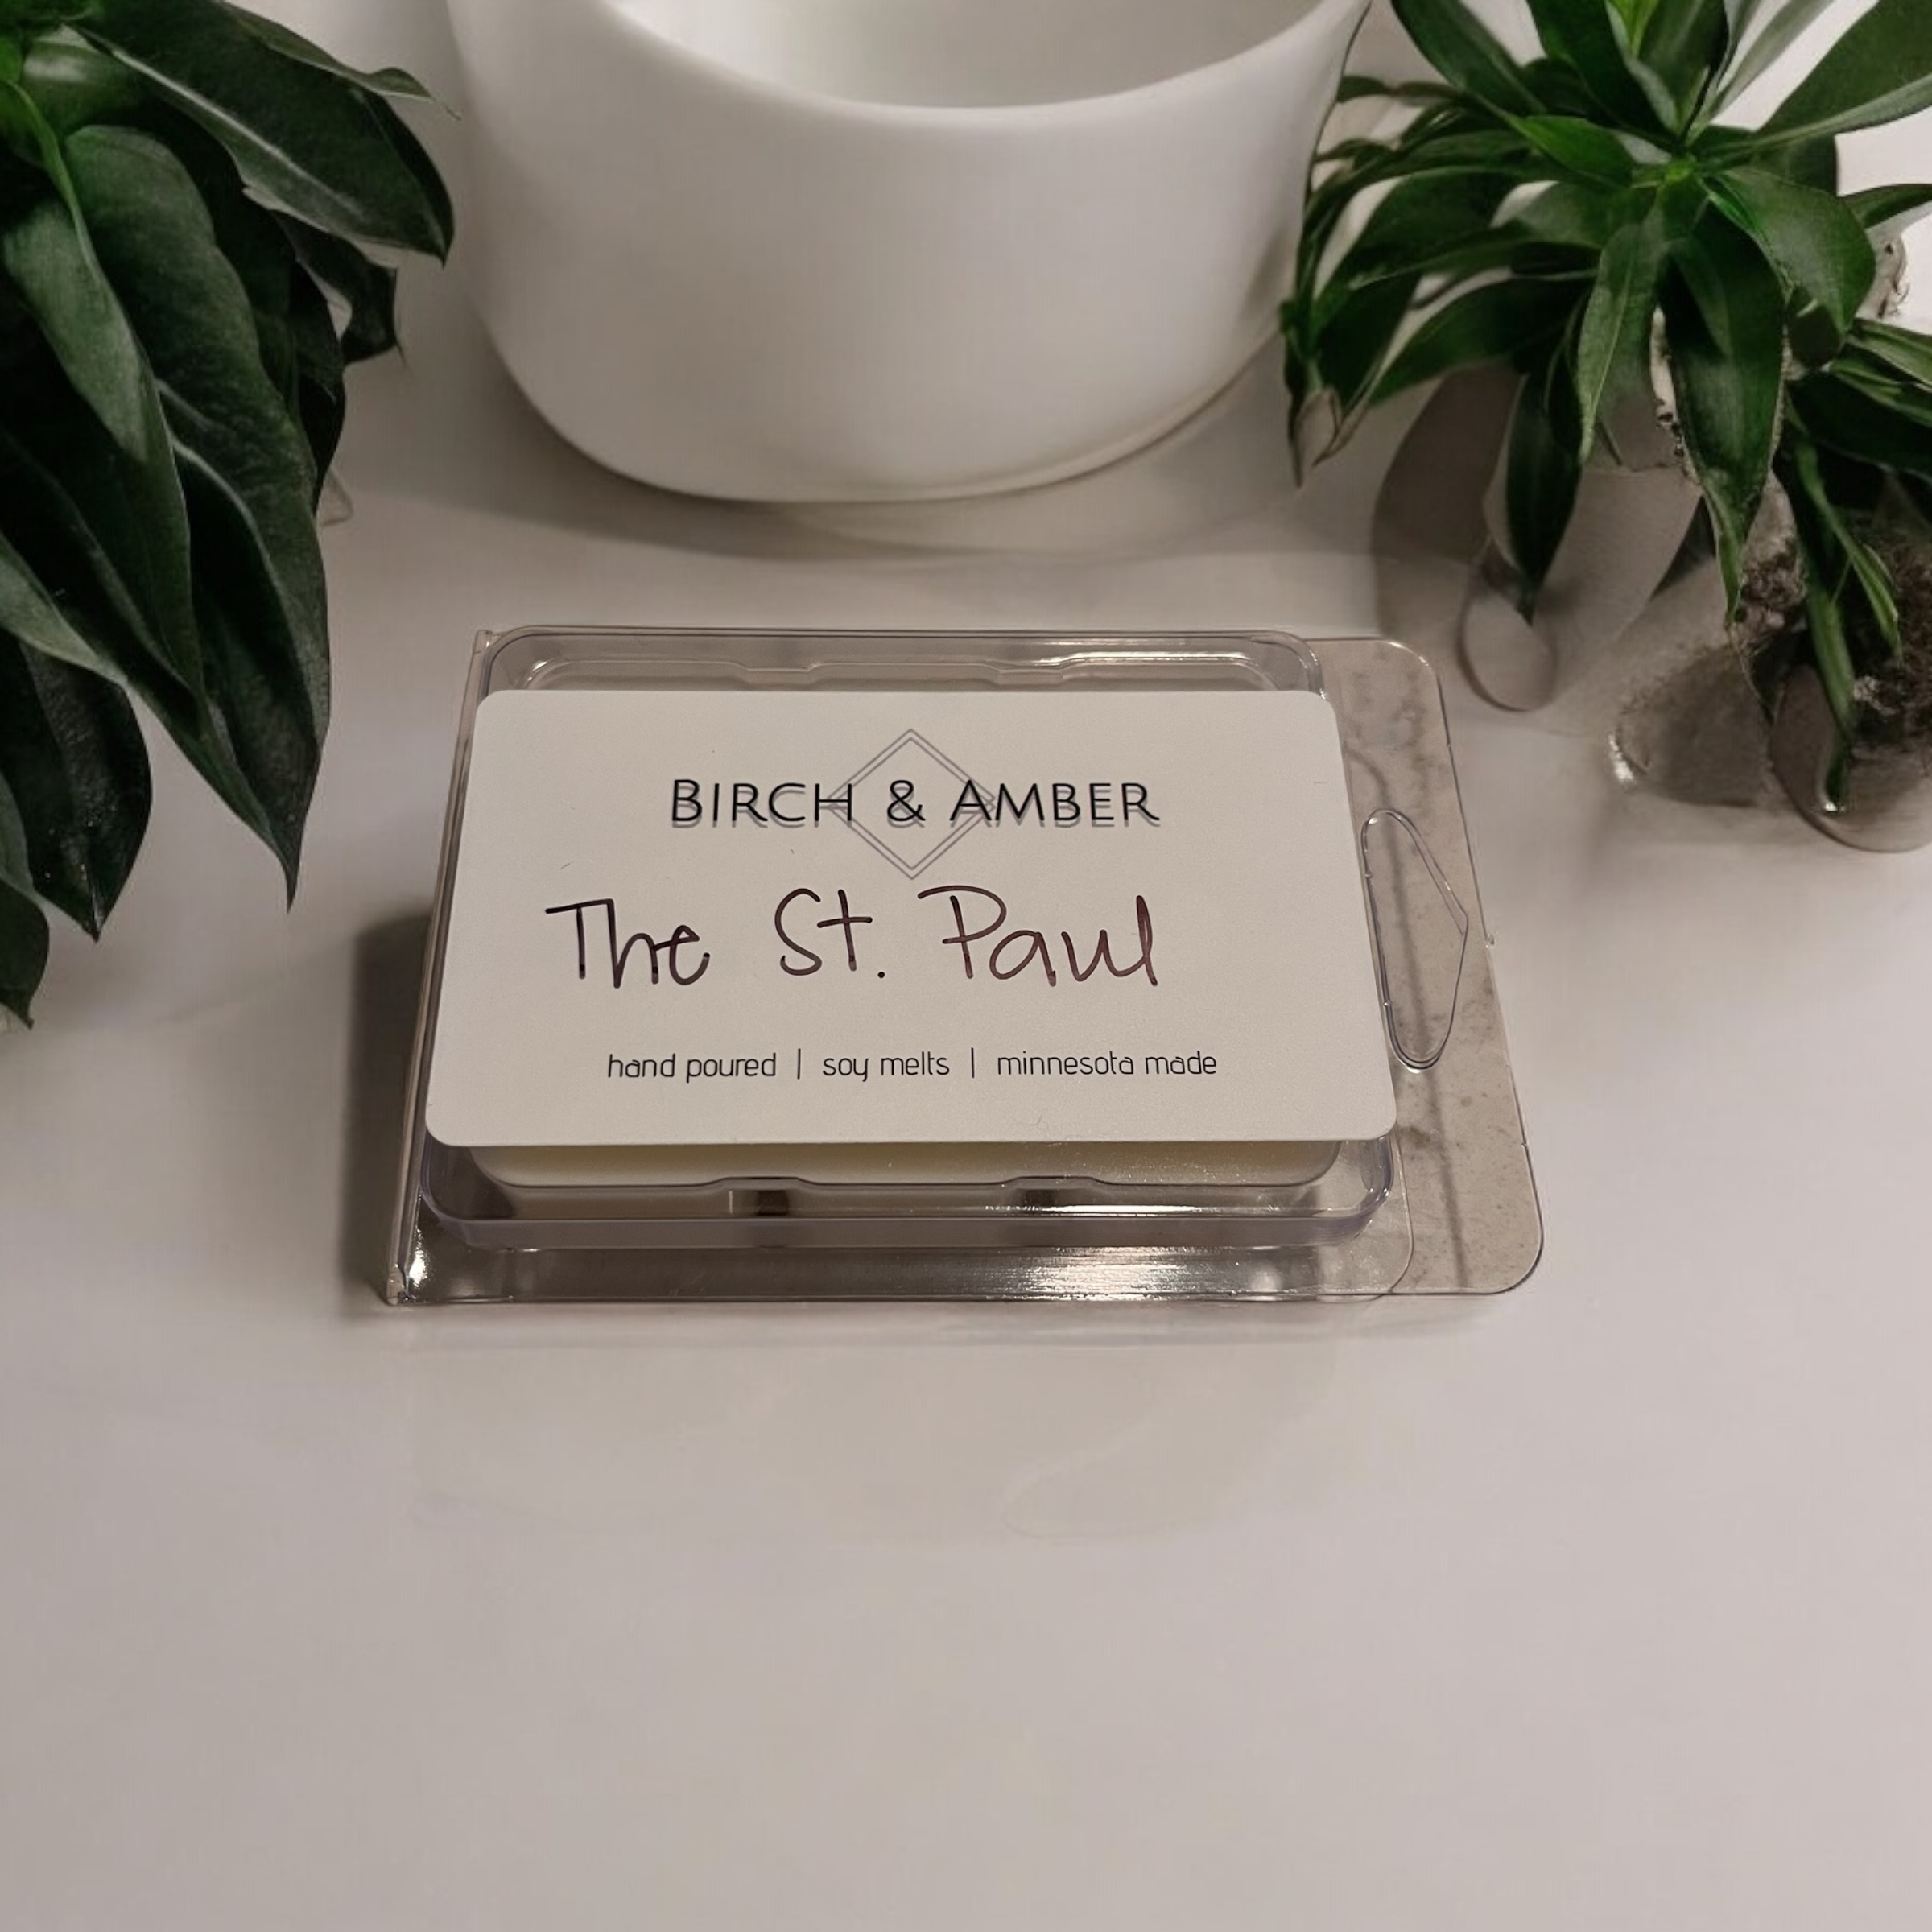 BIRCH & AMBER
The St. Paul
hand poured | soy melts | minnesota made